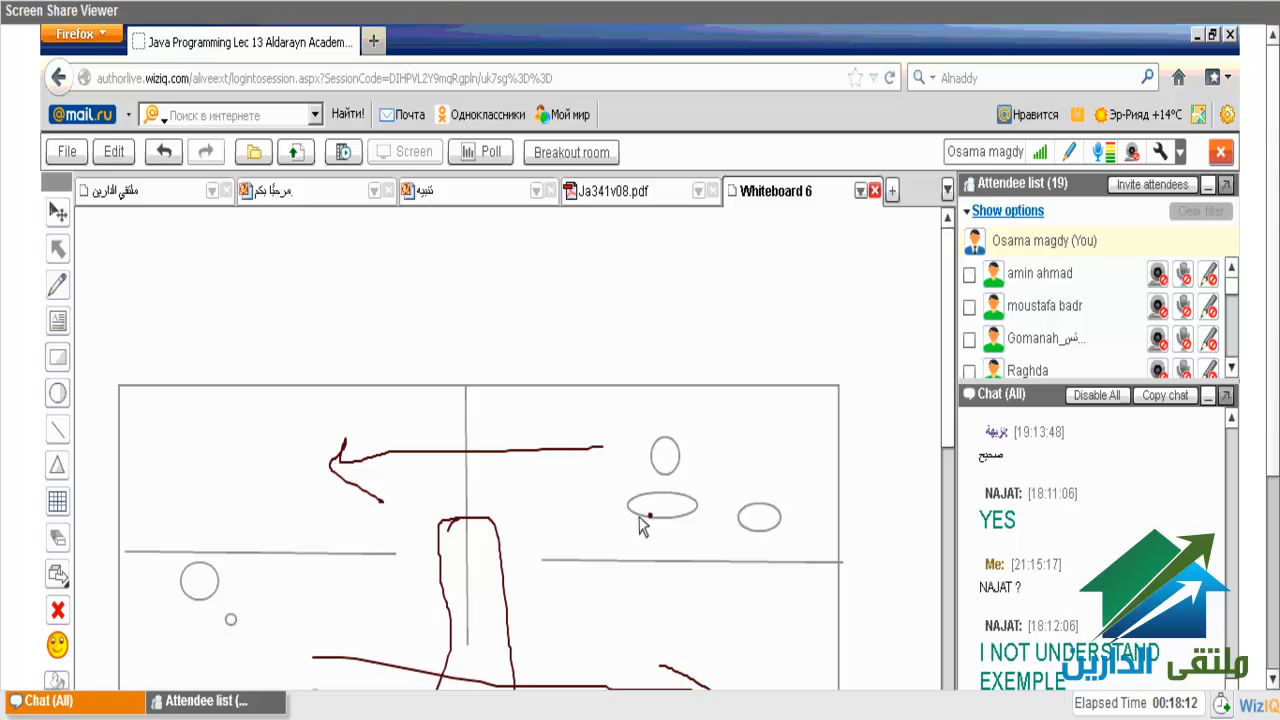 Screen Share Viewer
Firefox
Java Programming Lec 13 Aldarayn Academ...
authorlive.wiziq.com/aliveext/logintosession.aspx?SessionCode=DIHPVL2Y9mqRgpln/uk7sg%3D%3D
Alnaddy
@mail.ru
Поиск в интернете
Найти!
Почта
Одноклассники
Мой мир
Нравится
Эр-Рияд +14°C
File
Edit
Screen
Poll
Breakout room
Osama magdy
ملتقي الدارين
مرحبًا بكم.
تنبيه
Ja341v08.pdf
Whiteboard 6
Attendee list (19)
Invite attendees
Show options
Clear filter
Osama magdy (You)
amin ahmad
moustafa badr
Gomanah_...
Raghda
Chat (All)
Disable All
Copy chat
نزيهة: [19:13:48]
صحيح
NAJAT: [18:11:06]
YES
Me: [21:15:17]
NAJAT ?
NAJAT: [18:12:06]
I NOT UNDERSTAND
EXEMPLE
ملتقى الدارين
Chat (All)
Attendee list (...
Elapsed Time 00:18:12
WizIQ